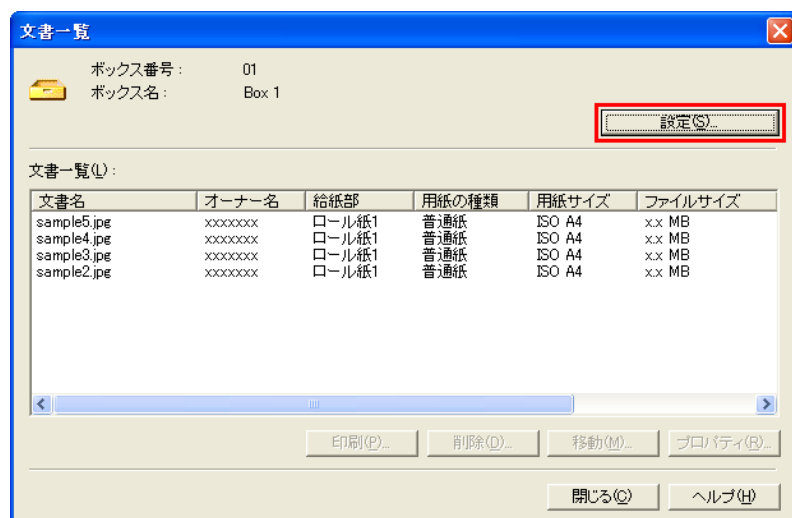 文書一覧
ボックス番号: 01
ボックス名: Box 1
設定(S)...
文書一覧(L):
文書名 オーナー名 給紙部 用紙の種類 用紙サイズ ファイルサイズ
sample5.jpg xxxxxxx ロール紙1 普通紙 ISO A4 x.x MB
sample4.jpg xxxxxxx ロール紙1 普通紙 ISO A4 x.x MB
sample3.jpg xxxxxxx ロール紙1 普通紙 ISO A4 x.x MB
sample2.jpg xxxxxxx ロール紙1 普通紙 ISO A4 x.x MB
印刷(P)... 削除(D)... 移動(M)... プロパティ(R)...
閉じる(C) ヘルプ(H)